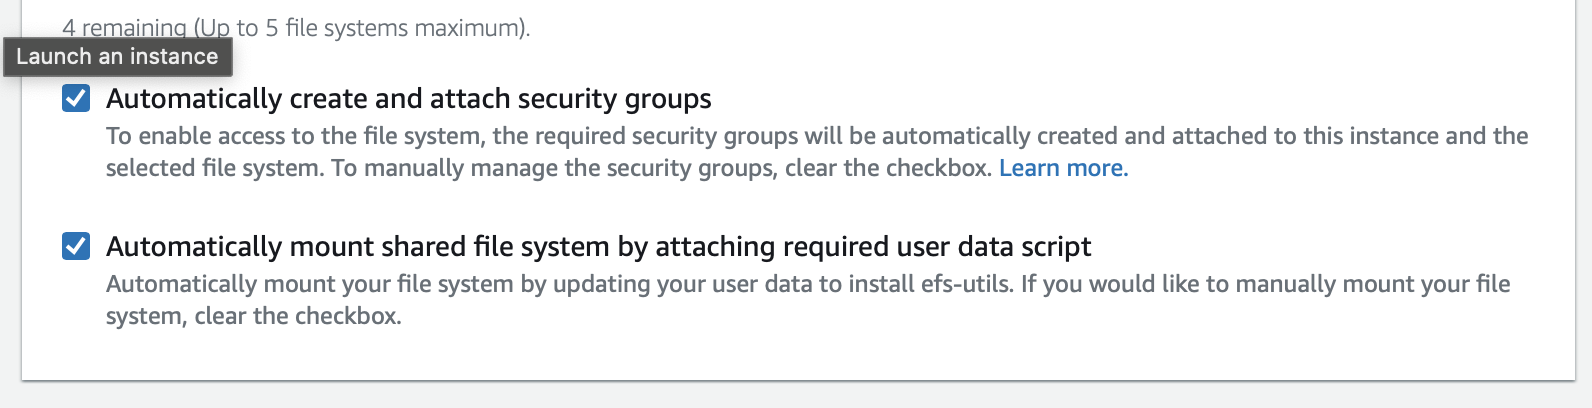 4 remaining (Up to 5 file systems maximum).
Launch an instance
Automatically create and attach security groups
To enable access to the file system, the required security groups will be automatically created and attached to this instance and the
selected file system. To manually manage the security groups, clear the checkbox. Learn more.
Automatically mount shared file system by attaching required user data script
Automatically mount your file system by updating your user data to install efs-utils. If you would like to manually mount your file
system, clear the checkbox.